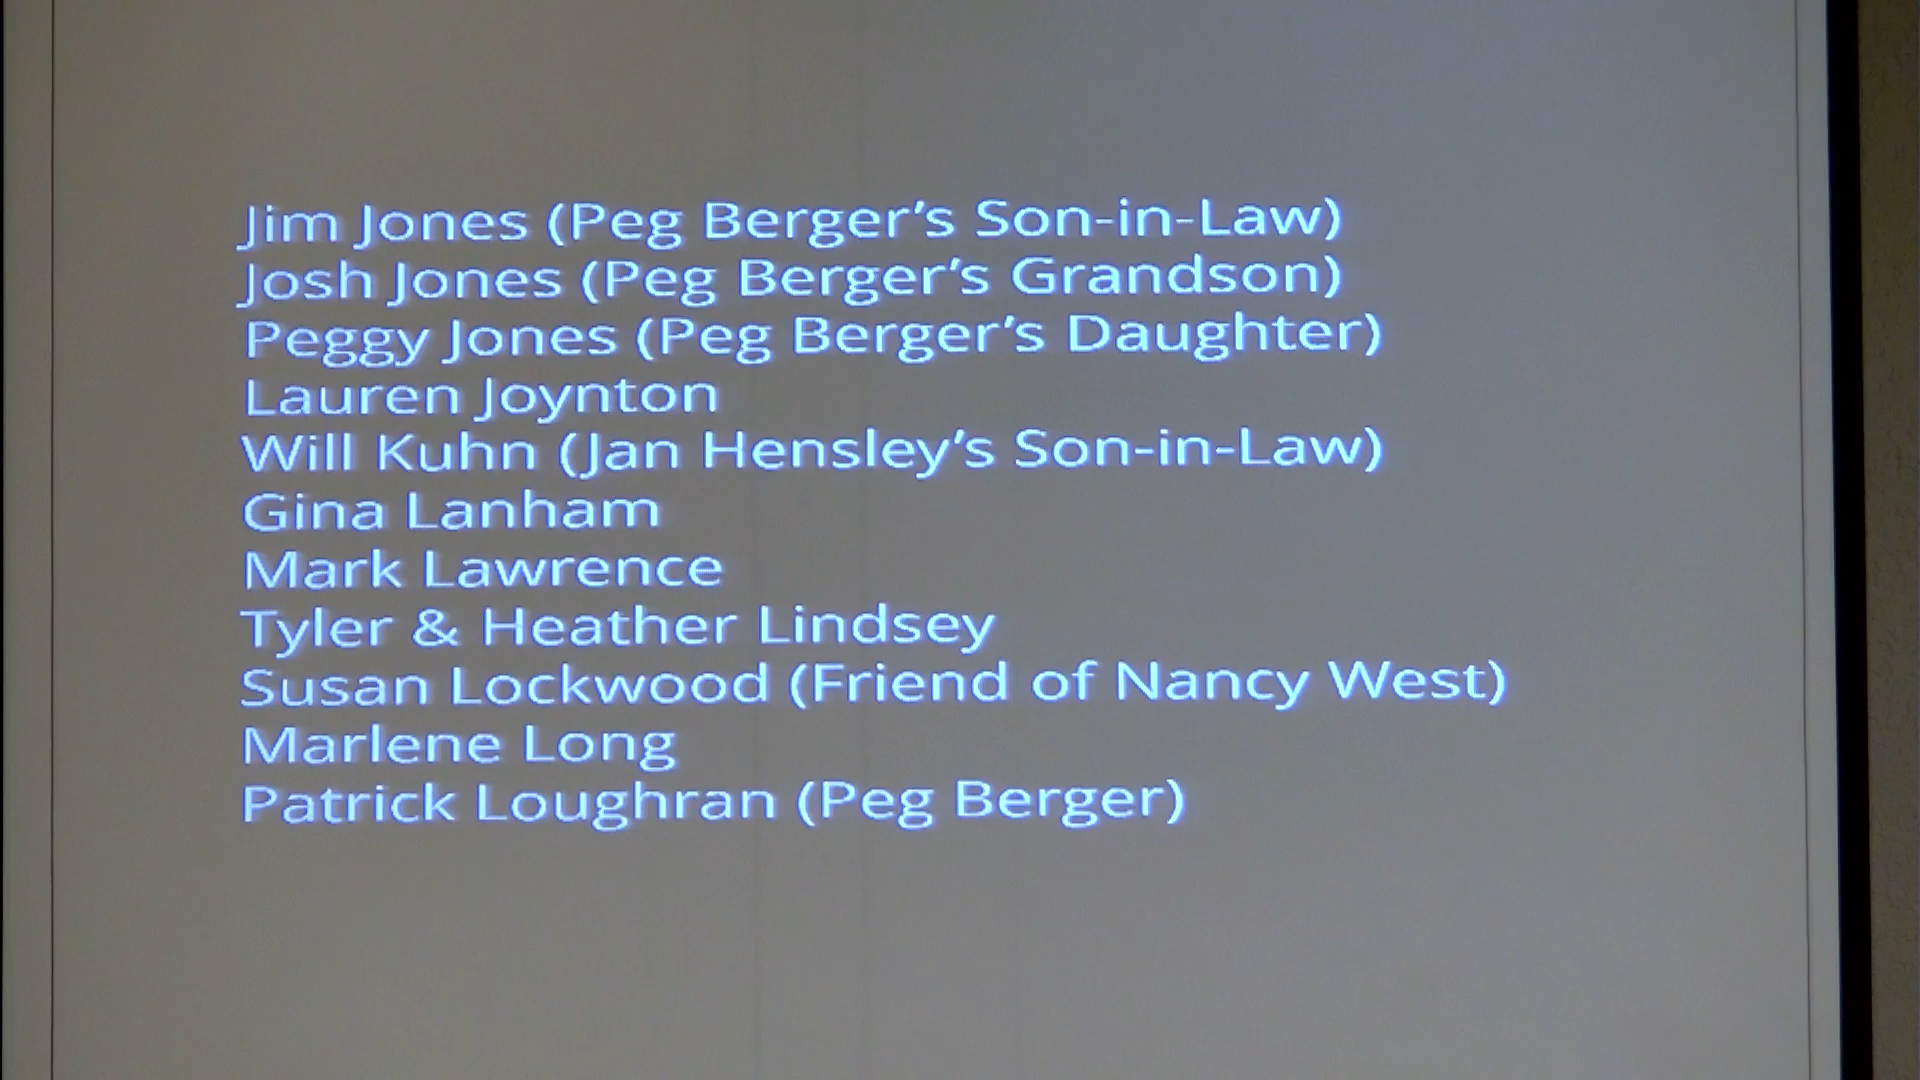 Jim Jones (Peg Berger’s Son-in-Law)
Josh Jones (Peg Berger’s Grandson)
Peggy Jones (Peg Berger’s Daughter)
Lauren Joynton
Will Kuhn (Jan Hensley’s Son-in-Law)
Gina Lanham
Mark Lawrence
Tyler & Heather Lindsey
Susan Lockwood (Friend of Nancy West)
Marlene Long
Patrick Loughran (Peg Berger)